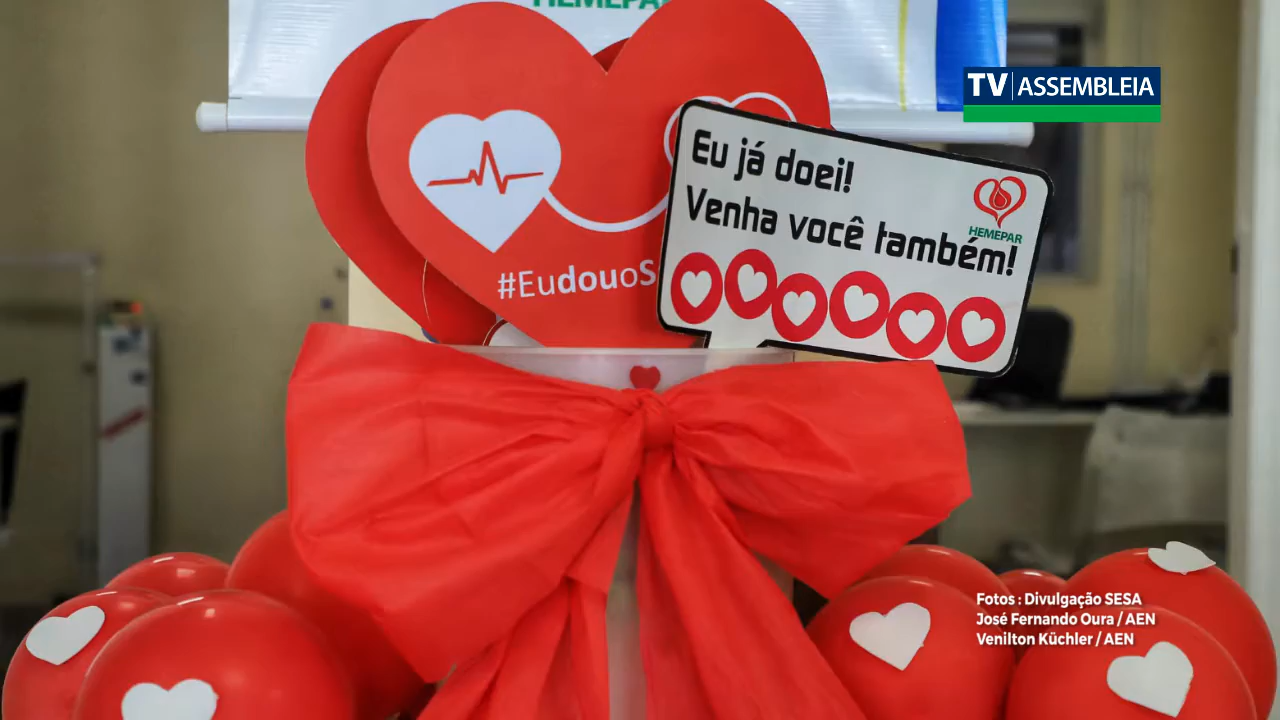 HEMEPAR
TV ASSEMBLEIA
Eu já doei!
Venha você também!
HEMEPAR
#EudouoS
Fotos : Divulgação SESA
José Fernando Oura / AEN
Venilton Küchler / AEN